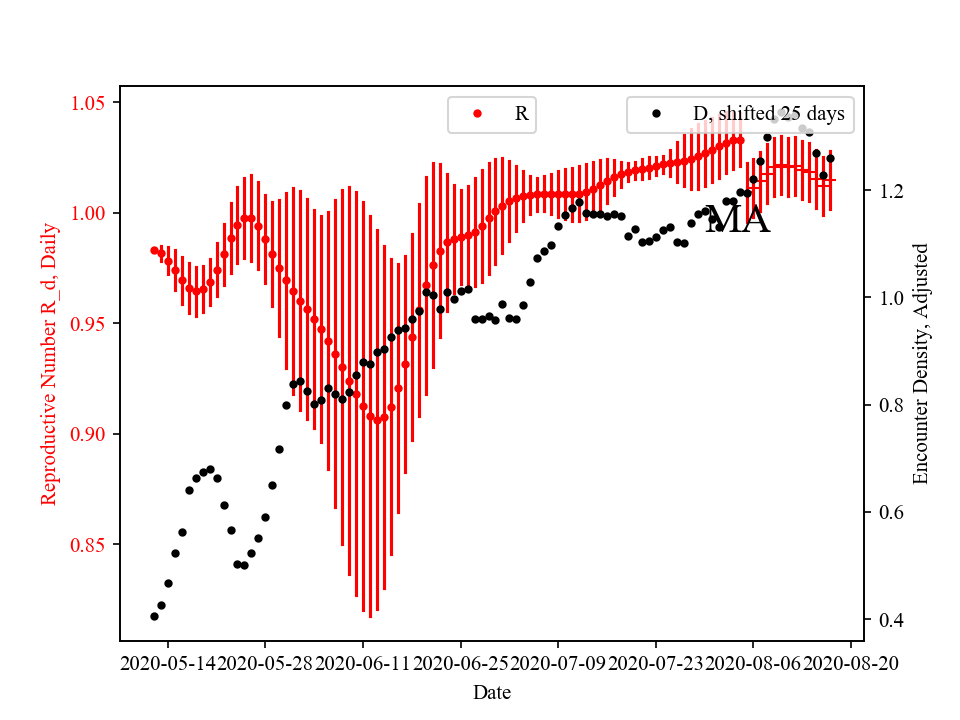 R
D, shifted 25 days
1.05
1.00
0.95
0.90
0.85
Reproductive Number R_d, Daily
1.2
1.0
0.8
0.6
0.4
Encounter Density, Adjusted
MA
2020-05-14 2020-05-28 2020-06-11 2020-06-25 2020-07-09 2020-07-23 2020-08-06 2020-08-20
Date